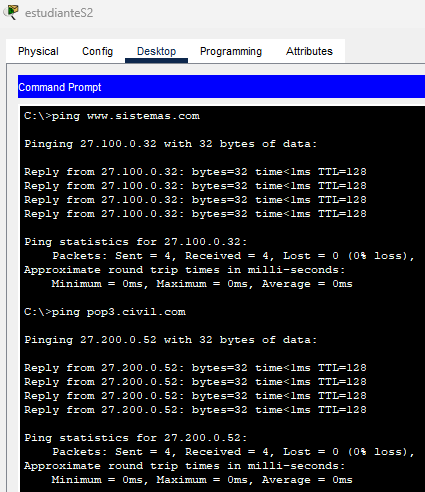 estudianteS2
Physical Config Desktop Programming Attributes
Command Prompt
C:\>ping www.sistemas.com
Pinging 27.100.0.32 with 32 bytes of data:
Reply from 27.100.0.32: bytes=32 time<1ms TTL=128
Reply from 27.100.0.32: bytes=32 time<1ms TTL=128
Reply from 27.100.0.32: bytes=32 time<1ms TTL=128
Reply from 27.100.0.32: bytes=32 time<1ms TTL=128
Ping statistics for 27.100.0.32:
Packets: Sent = 4, Received = 4, Lost = 0 (0% loss),
Approximate round trip times in milli-seconds:
Minimum = 0ms, Maximum = 0ms, Average = 0ms
C:\>ping pop3.civil.com
Pinging 27.200.0.52 with 32 bytes of data:
Reply from 27.200.0.52: bytes=32 time<1ms TTL=128
Reply from 27.200.0.52: bytes=32 time<1ms TTL=128
Reply from 27.200.0.52: bytes=32 time<1ms TTL=128
Reply from 27.200.0.52: bytes=32 time<1ms TTL=128
Ping statistics for 27.200.0.52:
Packets: Sent = 4, Received = 4, Lost = 0 (0% loss),
Approximate round trip times in milli-seconds:
Minimum = 0ms, Maximum = 0ms, Average = 0ms